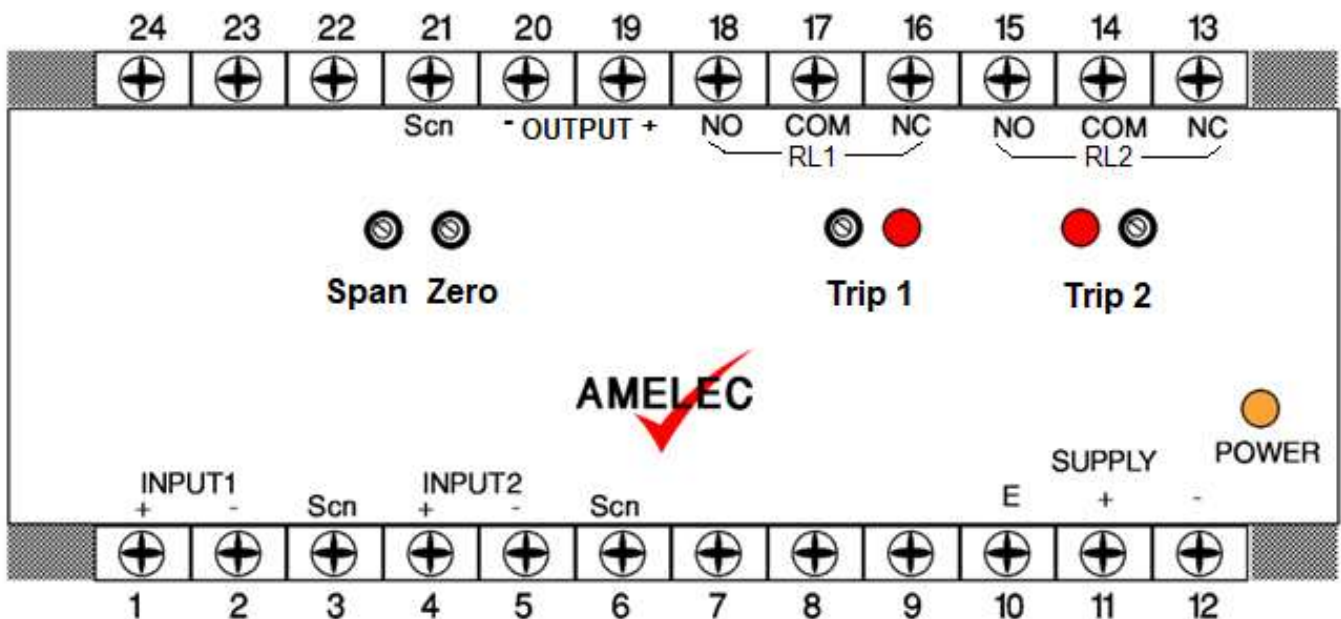 24 23 22 21 20 19 18 17 16 15 14 13
Scn - OUTPUT + NO COM NC NO COM NC
RL1 RL2
Span Zero Trip 1 Trip 2
AMELEC
POWER
SUPPLY
INPUT1 INPUT2
+ - Scn + - Scn E + -
1 2 3 4 5 6 7 8 9 10 11 12